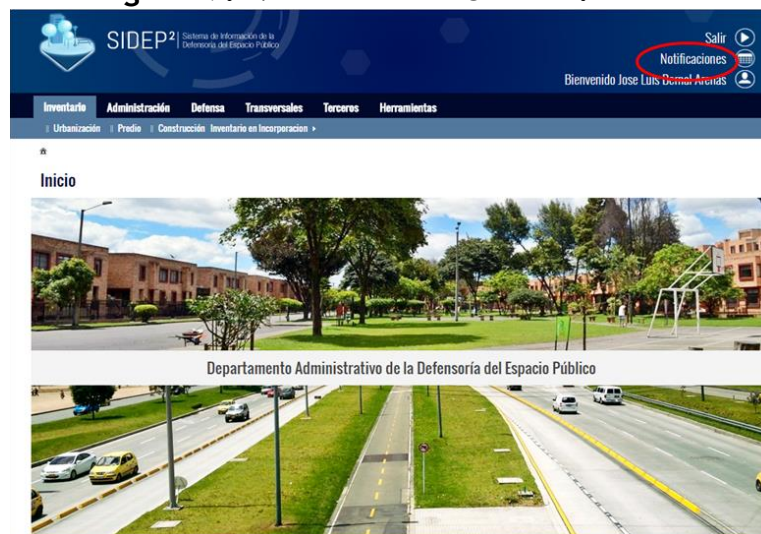 SIDEP² Sistema de Información de la
Defensoría del Espacio Público
Salir
Notificaciones
Bienvenido Jose Luis Bernal Arenas
Inventario Administración Defensa Transversales Terceros Herramientas
Urbanización Predio Construcción Inventario en Incorporacion
Inicio
Departamento Administrativo de la Defensoría del Espacio Público